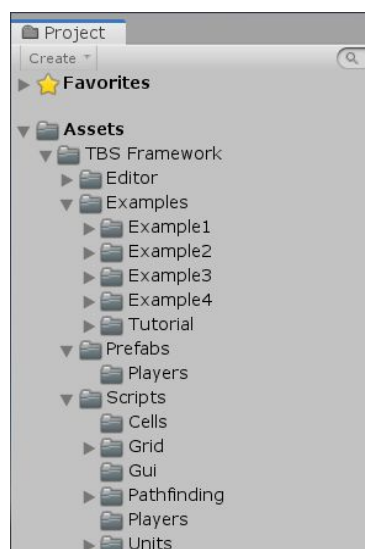 Project
Create
Favorites
Assets
TBS Framework
Editor
Examples
Example1
Example2
Example3
Example4
Tutorial
Prefabs
Players
Scripts
Cells
Grid
Gui
Pathfinding
Players
Units